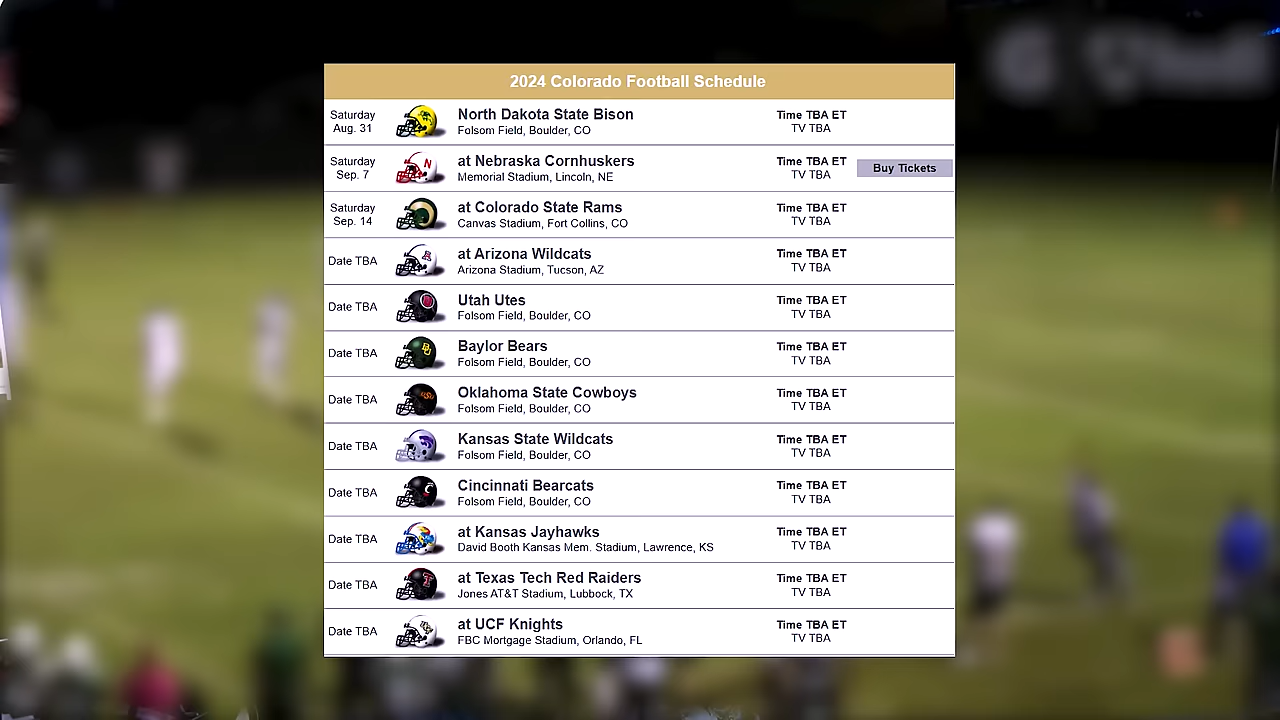 2024 Colorado Football Schedule
Saturday
Aug. 31
North Dakota State Bison
Folsom Field, Boulder, CO
Time TBA ET
TV TBA
Saturday
Sep. 7
at Nebraska Cornhuskers
Memorial Stadium, Lincoln, NE
Time TBA ET
TV TBA
Buy Tickets
Saturday
Sep. 14
at Colorado State Rams
Canvas Stadium, Fort Collins, CO
Time TBA ET
TV TBA
Date TBA
at Arizona Wildcats
Arizona Stadium, Tucson, AZ
Time TBA ET
TV TBA
Date TBA
Utah Utes
Folsom Field, Boulder, CO
Time TBA ET
TV TBA
Date TBA
Baylor Bears
Folsom Field, Boulder, CO
Time TBA ET
TV TBA
Date TBA
Oklahoma State Cowboys
Folsom Field, Boulder, CO
Time TBA ET
TV TBA
Date TBA
Kansas State Wildcats
Folsom Field, Boulder, CO
Time TBA ET
TV TBA
Date TBA
Cincinnati Bearcats
Folsom Field, Boulder, CO
Time TBA ET
TV TBA
Date TBA
at Kansas Jayhawks
David Booth Kansas Mem. Stadium, Lawrence, KS
Time TBA ET
TV TBA
Date TBA
at Texas Tech Red Raiders
Jones AT&T Stadium, Lubbock, TX
Time TBA ET
TV TBA
Date TBA
at UCF Knights
FBC Mortgage Stadium, Orlando, FL
Time TBA ET
TV TBA